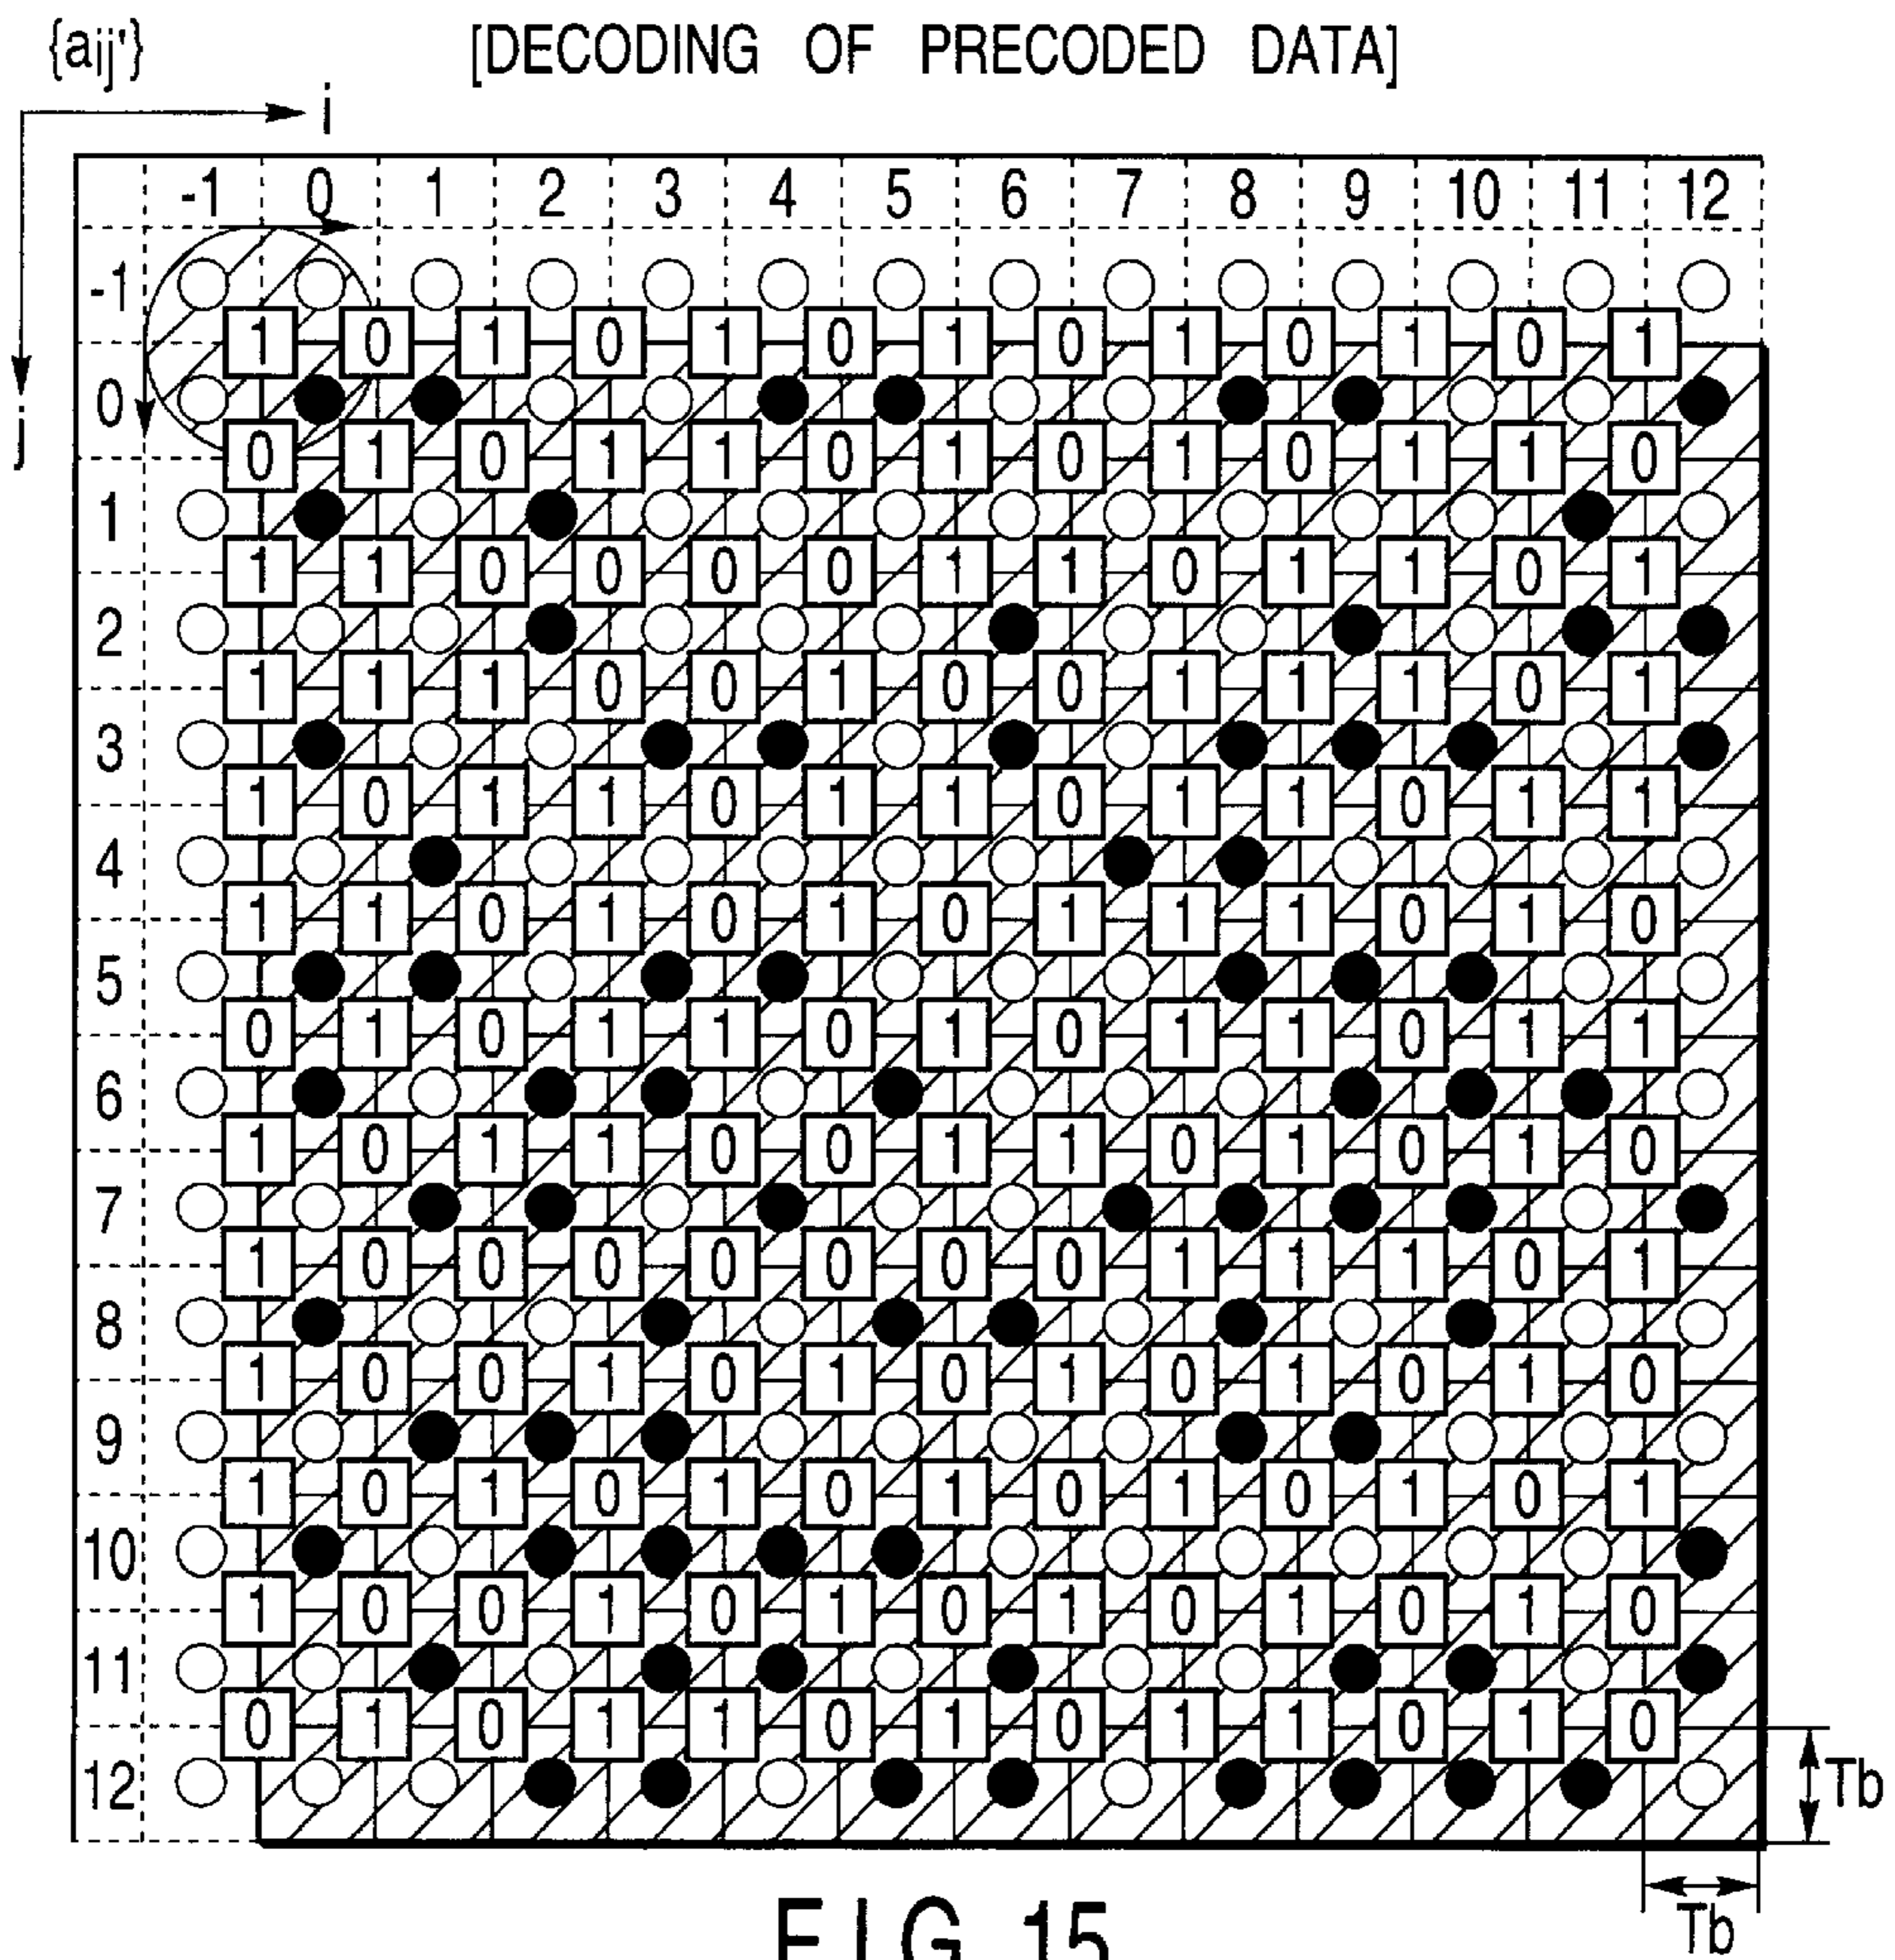 {aij'} [DECODING OF PRECODED DATA]
i
-1 0 1 2 3 4 5 6 7 8 9 10 11 12
-1
1 0 1 0 1 0 1 0 1 0 1 0 1
0
j
0 1 0 1 1 0 1 0 1 0 1 1 0
1
1 1 0 0 0 0 1 1 0 1 1 0 1
2
1 1 1 0 0 1 0 0 1 1 1 0 1
3
1 0 1 1 0 1 1 0 1 1 0 1 1
4
1 1 0 1 0 1 0 1 1 1 0 1 0
5
0 1 0 1 1 0 1 0 1 1 0 1 1
6
1 0 1 1 0 0 1 1 0 1 0 1 0
7
1 0 0 0 0 0 0 0 1 1 1 0 1
8
1 0 0 1 0 1 0 1 0 1 0 1 0
9
1 0 1 0 1 0 1 0 1 0 1 0 1
10
1 0 0 1 0 1 0 1 0 1 0 1 0
11
0 1 0 1 1 0 1 0 1 1 0 1 0
12 Tb
Tb
FIG. 15